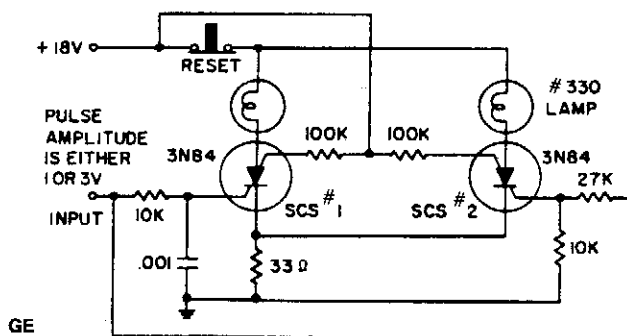 +18V
RESET
#330
LAMP
PULSE
AMPLITUDE
IS EITHER
1 OR 3V
100K
100K
3N84
3N84
27K
INPUT
10K
SCS #1
SCS #2
10K
.001
33Ω
GE